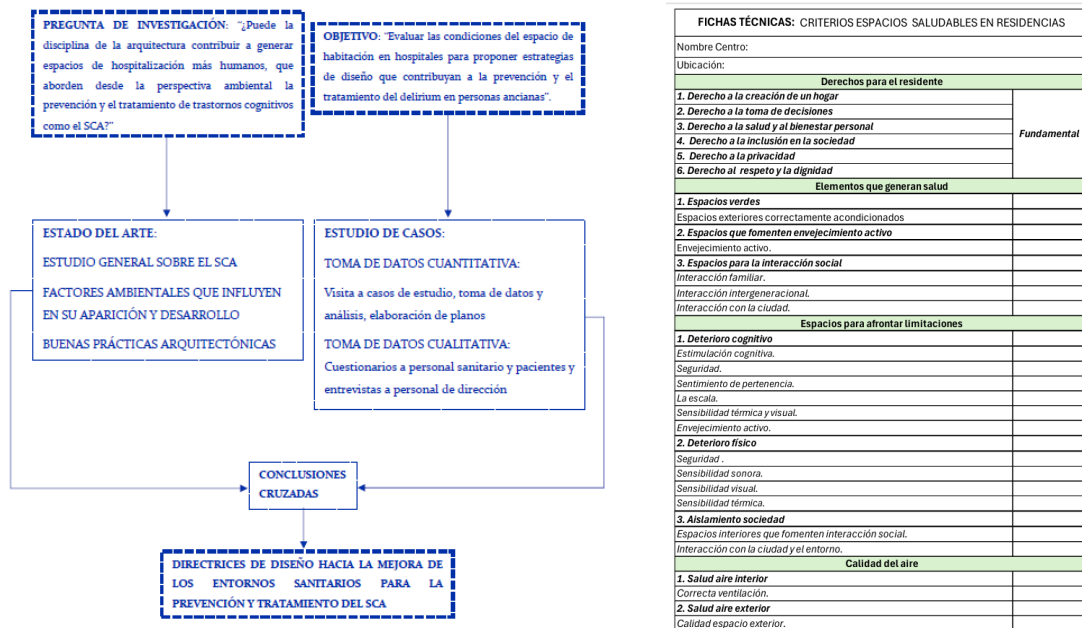 PREGUNTA DE INVESTIGACIÓN: “¿Puede la
disciplina de la arquitectura contribuir a generar
espacios de hospitalización más humanos, que
aborden desde la perspectiva ambiental la
prevención y el tratamiento de trastornos cognitivos
como el SCA?”
OBJETIVO: “Evaluar las condiciones del espacio de
habitación en hospitales para proponer estrategias
de diseño que contribuyan a la prevención y el
tratamiento del delirium en personas ancianas”.
ESTADO DEL ARTE:
ESTUDIO GENERAL SOBRE EL SCA
FACTORES AMBIENTALES QUE INFLUYEN
EN SU APARICIÓN Y DESARROLLO
BUENAS PRÁCTICAS ARQUITECTÓNICAS
ESTUDIO DE CASOS:
TOMA DE DATOS CUANTITATIVA:
Visita a casos de estudio, toma de datos y
análisis, elaboración de planos
TOMA DE DATOS CUALITATIVA:
Cuestionarios a personal sanitario y pacientes y
entrevistas a personal de dirección
CONCLUSIONES
CRUZADAS
DIRECTRICES DE DISEÑO HACIA LA MEJORA DE
LOS ENTORNOS SANITARIOS PARA LA
PREVENCIÓN Y TRATAMIENTO DEL SCA
FICHAS TÉCNICAS: CRITERIOS ESPACIOS SALUDABLES EN RESIDENCIAS
Nombre Centro:
Ubicación:
Derechos para el residente
1. Derecho a la creación de un hogar
2. Derecho a la toma de decisiones
3. Derecho a la salud y al bienestar personal
4. Derecho a la inclusión en la sociedad
5. Derecho a la privacidad
6. Derecho al respeto y la dignidad
Fundamental
Elementos que generan salud
1. Espacios verdes
Espacios exteriores correctamente acondicionados
2. Espacios que fomenten envejecimiento activo
Envejecimiento activo.
3. Espacios para la interacción social
Interacción familiar.
Interacción intergeneracional.
Interacción con la ciudad.
Espacios para afrontar limitaciones
1. Deterioro cognitivo
Estimulación cognitiva.
Seguridad.
Sentimiento de pertenencia.
La escala.
Sensibilidad térmica y visual.
Envejecimiento activo.
2. Deterioro físico
Seguridad .
Sensibilidad sonora.
Sensibilidad visual.
Sensibilidad térmica.
3. Aislamiento sociedad
Espacios interiores que fomenten interacción social.
Interacción con la ciudad y el entorno.
Calidad del aire
1. Salud aire interior
Correcta ventilación.
2. Salud aire exterior
Calidad espacio exterior.